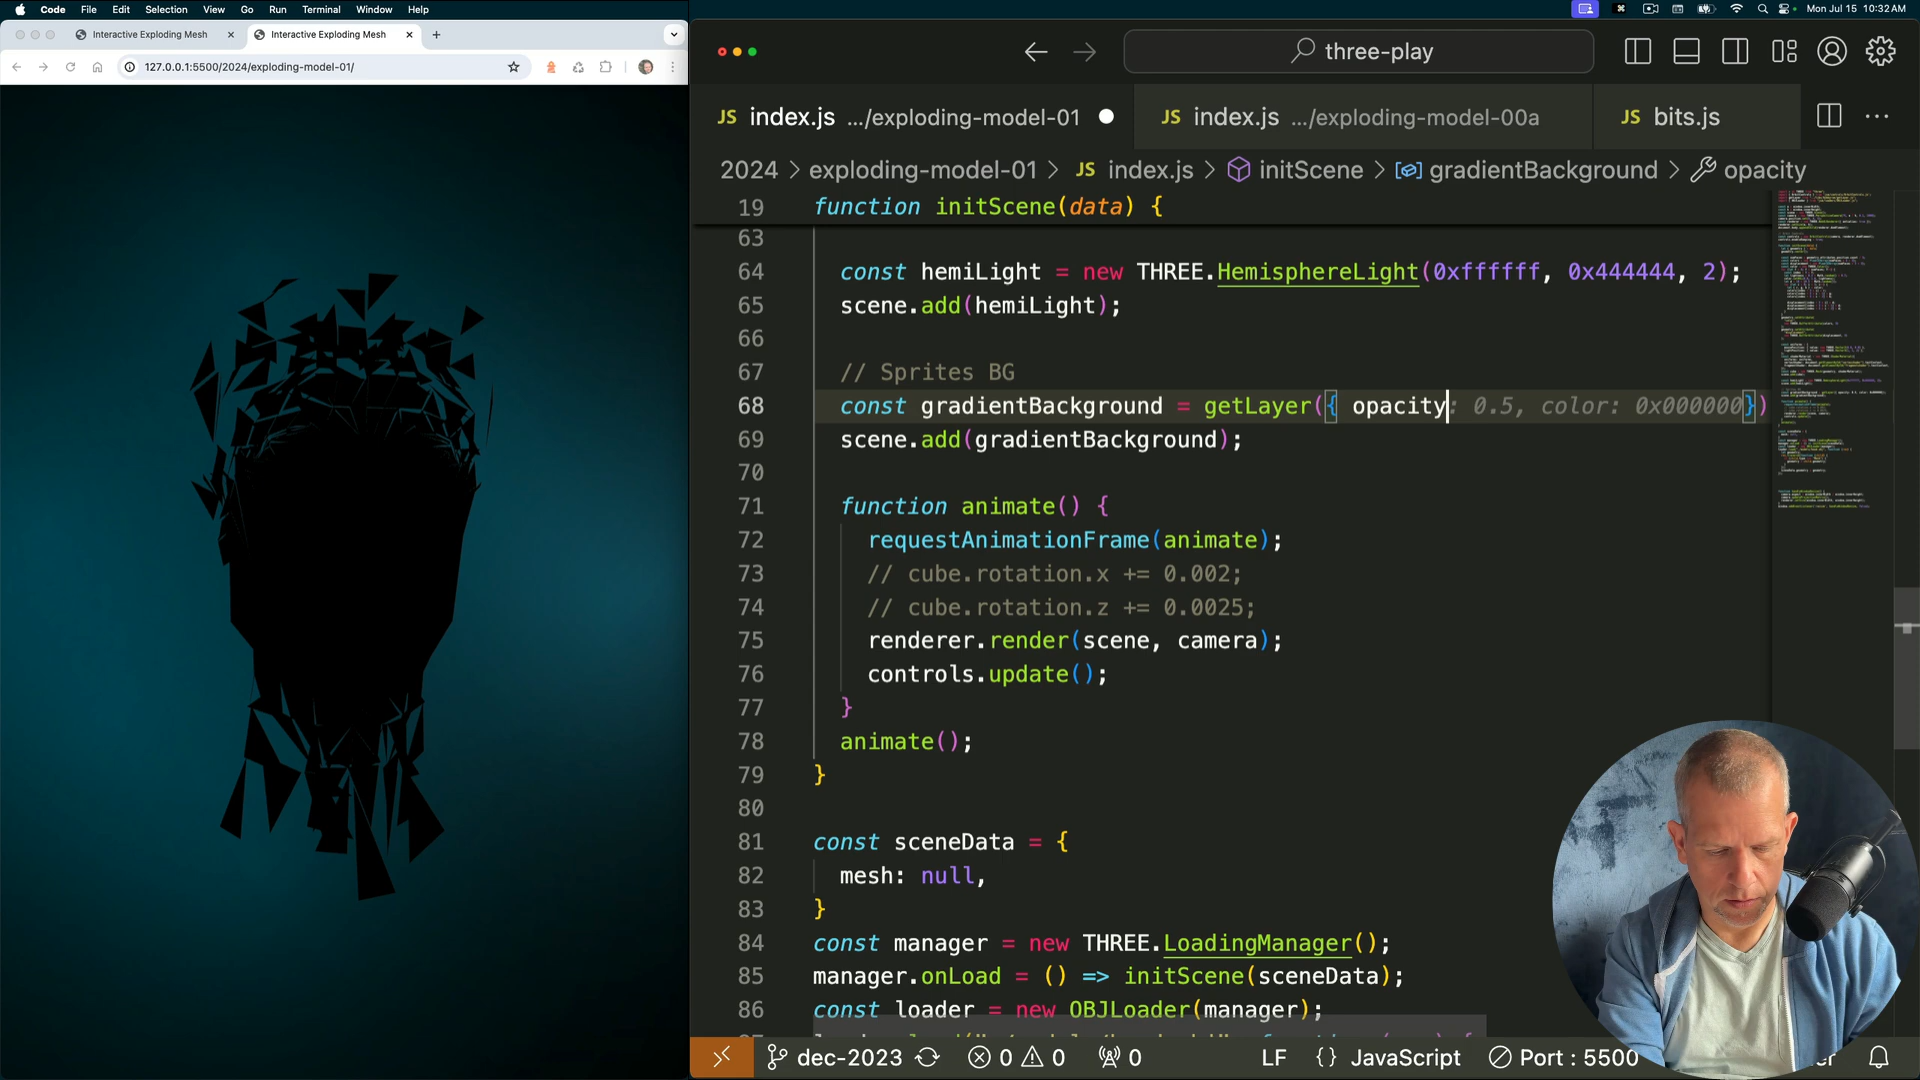 Code File Edit Selection View Go Run Terminal Window Help
Mon Jul 15 10:32 AM
Interactive Exploding Mesh
Interactive Exploding Mesh
127.0.0.1:5500/2024/exploding-model-01/
three-play
JS index.js .../exploding-model-01
JS index.js .../exploding-model-00a
JS bits.js
2024 > exploding-model-01 > JS index.js > initScene > gradientBackground > opacity
19 function initScene(data) {
63
64 const hemiLight = new THREE.HemisphereLight(0xffffff, 0x444444, 2);
65 scene.add(hemiLight);
66
67 // Sprites BG
68 const gradientBackground = getLayer({ opacity: 0.5, color: 0x000000})
69 scene.add(gradientBackground);
70
71 function animate() {
72 requestAnimationFrame(animate);
73 // cube.rotation.x += 0.002;
74 // cube.rotation.z += 0.0025;
75 renderer.render(scene, camera);
76 controls.update();
77 }
78 animate();
79 }
80
81 const sceneData = {
82 mesh: null,
83 }
84 const manager = new THREE.LoadingManager();
85 manager.onLoad = () => initScene(sceneData);
86 const loader = new OBJLoader(manager);
dec-2023 0 0 0 LF {} JavaScript Port : 5500